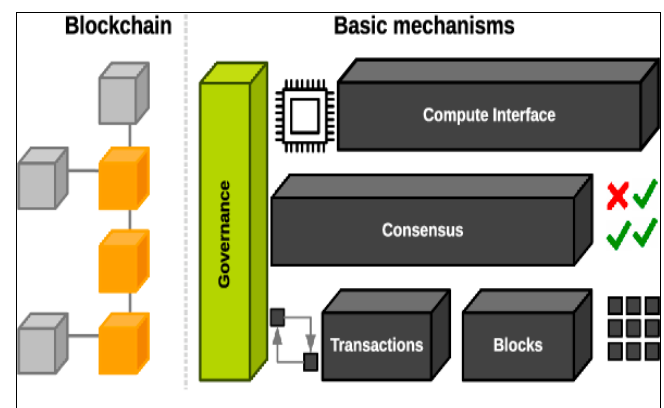 Blockchain
Basic mechanisms
Governance
Compute Interface
Consensus
Transactions
Blocks